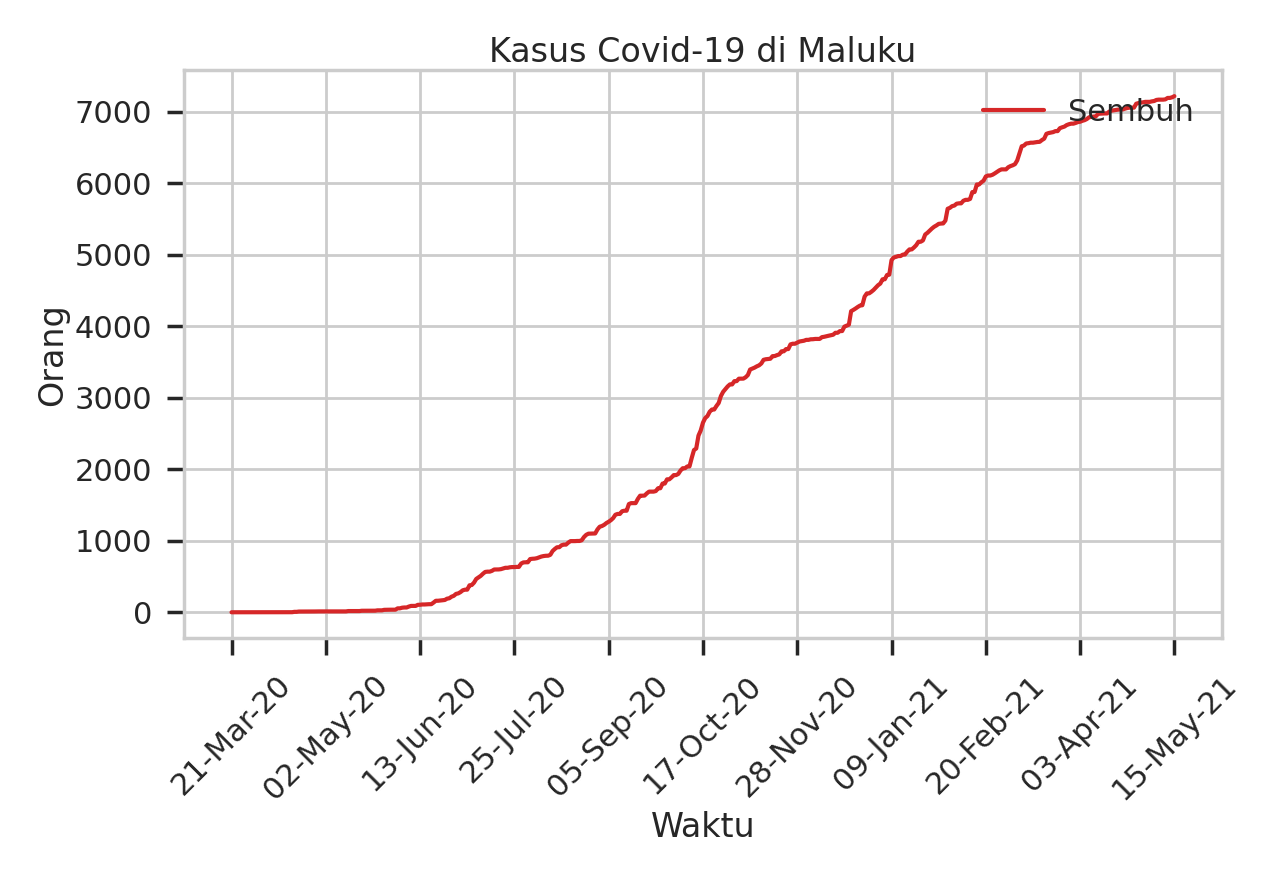 Kasus Covid-19 di Maluku
Sembuh
7000
6000
5000
4000
3000
2000
1000
0
Orang
21-Mar-20
02-May-20
13-Jun-20
25-Jul-20
05-Sep-20
17-Oct-20
28-Nov-20
09-Jan-21
20-Feb-21
03-Apr-21
15-May-21
Waktu